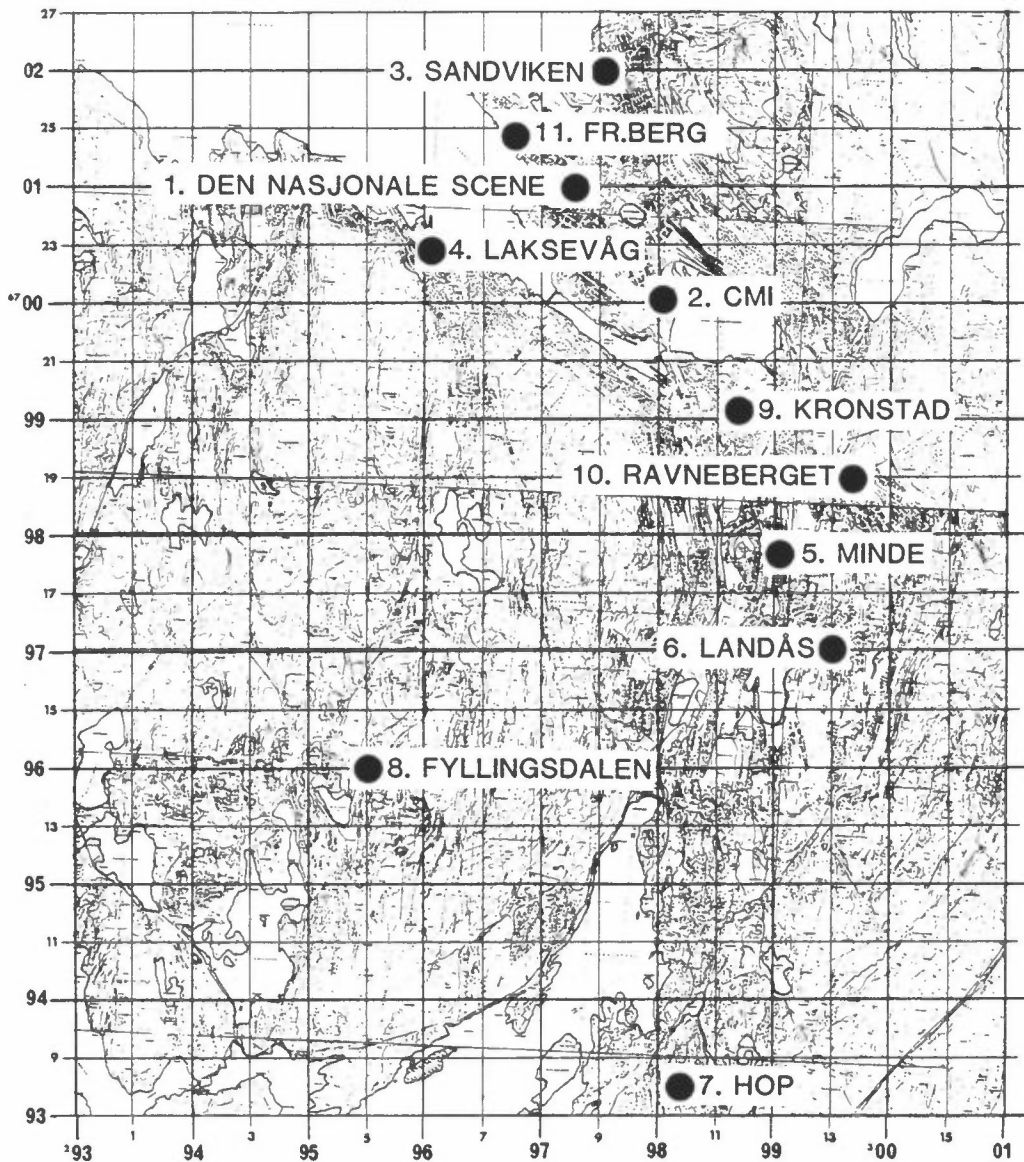 27
02
3. SANDVIKEN
25
11. FR.BERG
01
1. DEN NASJONALE SCENE
23
4. LAKSEVÅG
67 00
2. CMI
21
99
9. KRONSTAD
19
10. RAVNEBERGET
98
5. MINDE
17
97
6. LANDÅS
15
96
8. FYLLINGSDALEN
13
95
11
94
9
7. HOP
93
393 1 94 3 95 5 96 7 97 9 98 11 99 13 300 15 01